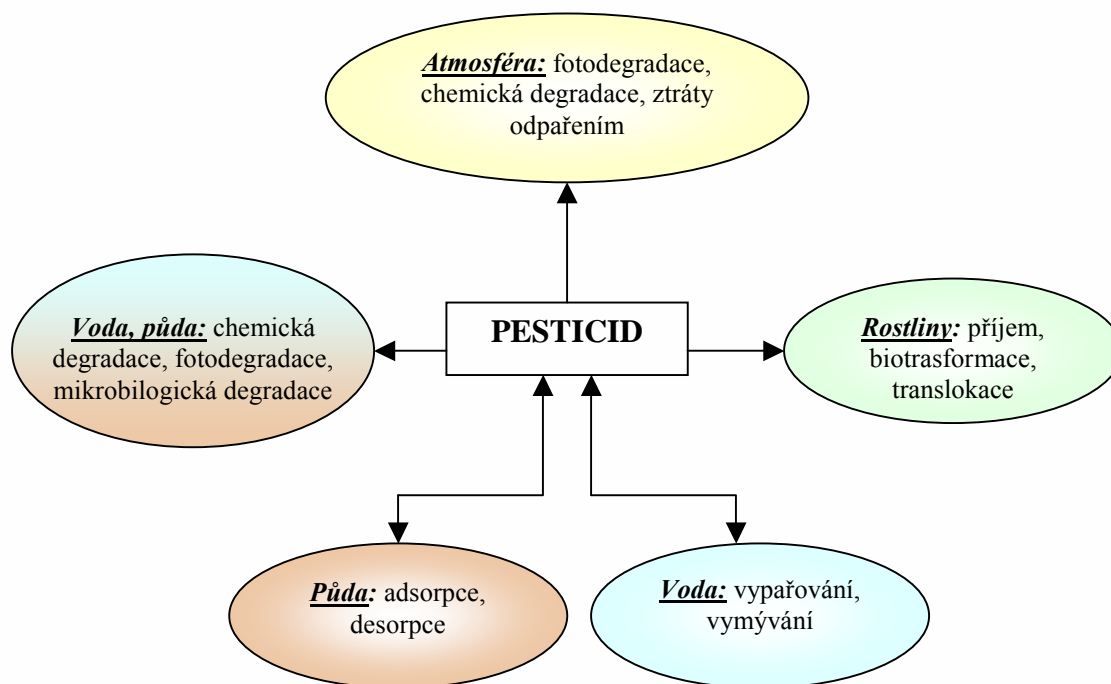 Atmosféra: fotodegradace,
chemická degradace, ztráty
odpařením
Voda, půda: chemická
degradace, fotodegradace,
mikrobilogická degradace
PESTICID
Rostliny: příjem,
biotrasformace,
translokace
Půda: adsorpce,
desorpce
Voda: vypařování,
vymývání